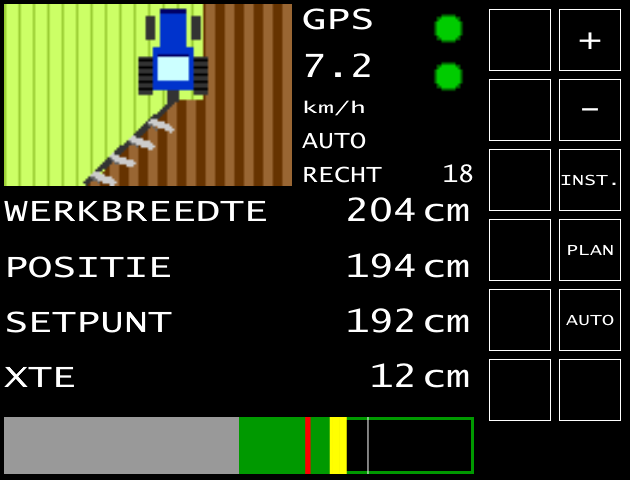 GPS
7.2
km/h
AUTO
RECHT 18
WERKBREEDTE 204 cm
POSITIE 194 cm
SETPUNT 192 cm
XTE 12 cm
+
−
INST.
PLAN
AUTO